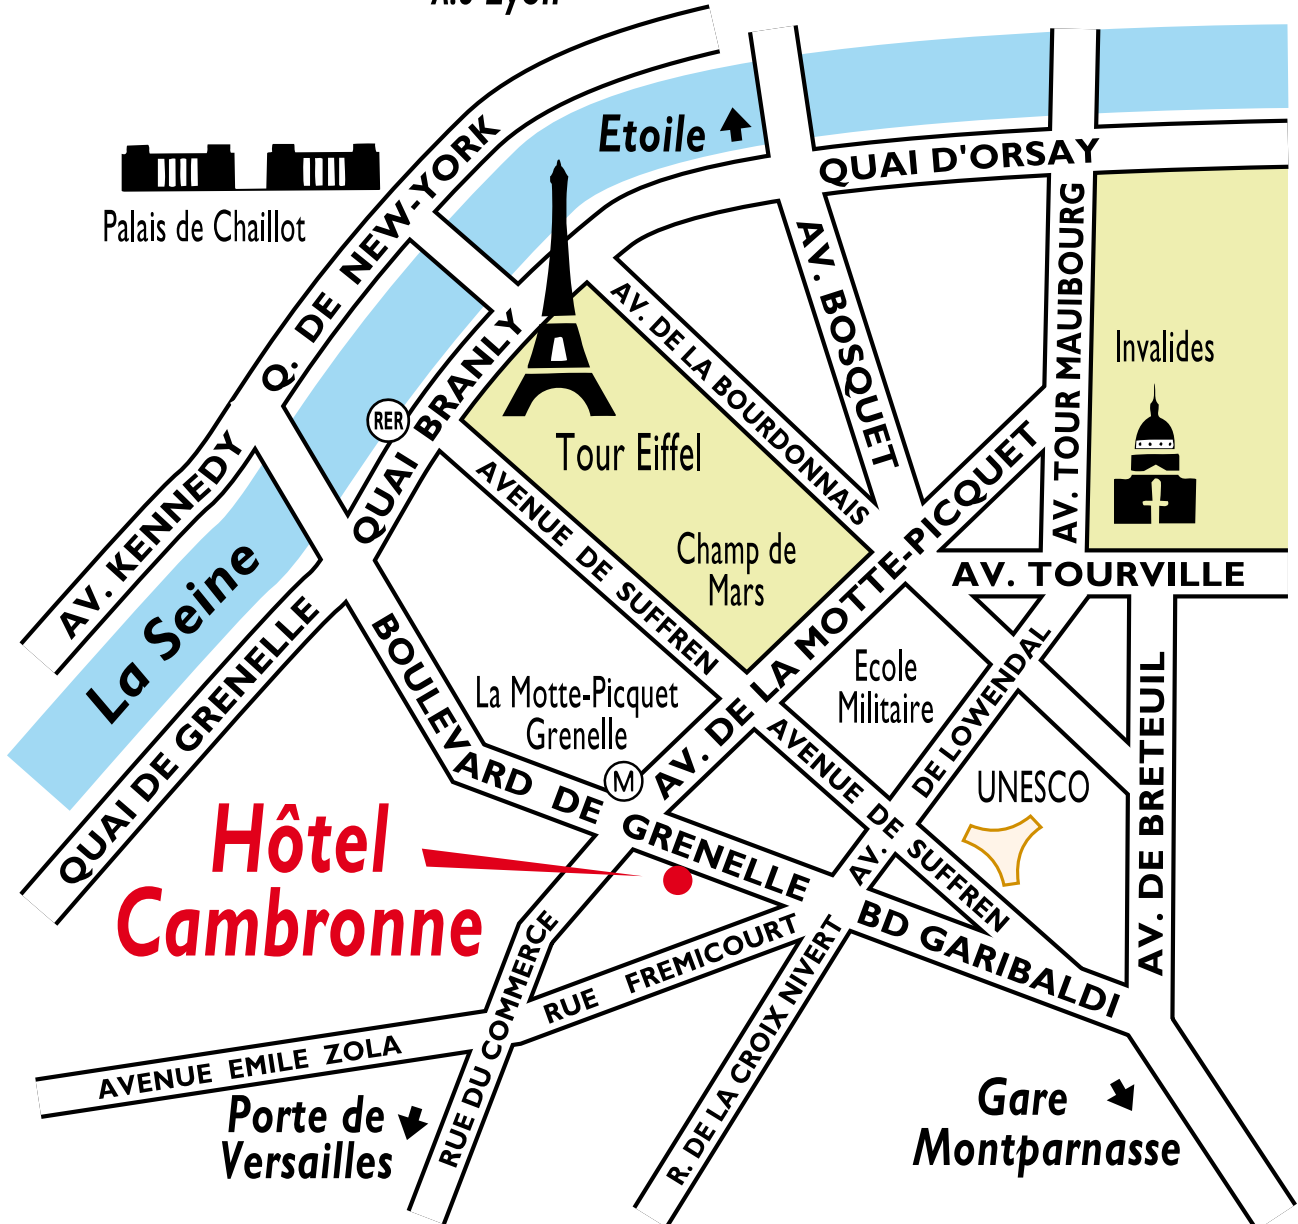 Etoile
QUAI D'ORSAY
Palais de Chaillot
Q. DE NEW-YORK
AV. BOSQUET
AV. TOUR MAUIBOURG
AV. DE LA BOURDONNAIS
Invalides
RER
QUAI BRANLY
Tour Eiffel
AV. KENNEDY
AVENUE DE SUFFREN
Champ de
Mars
AV. TOURVILLE
La Seine
QUAI DE GRENELLE
BOULEVARD DE GRENELLE
La Motte-Picquet
Grenelle
M
AV. DE LA MOTTE-PICQUET
Ecole
Militaire
AV. DE LOWENDAL
AVENUE DE SUFFREN
UNESCO
AV. DE BRETEUIL
Hôtel
Cambronne
BD GARIBALDI
RUE FREMICOURT
RUE DU COMMERCE
R. DE LA CROIX NIVERT
AVENUE EMILE ZOLA
Porte de
Versailles
Gare
Montparnasse